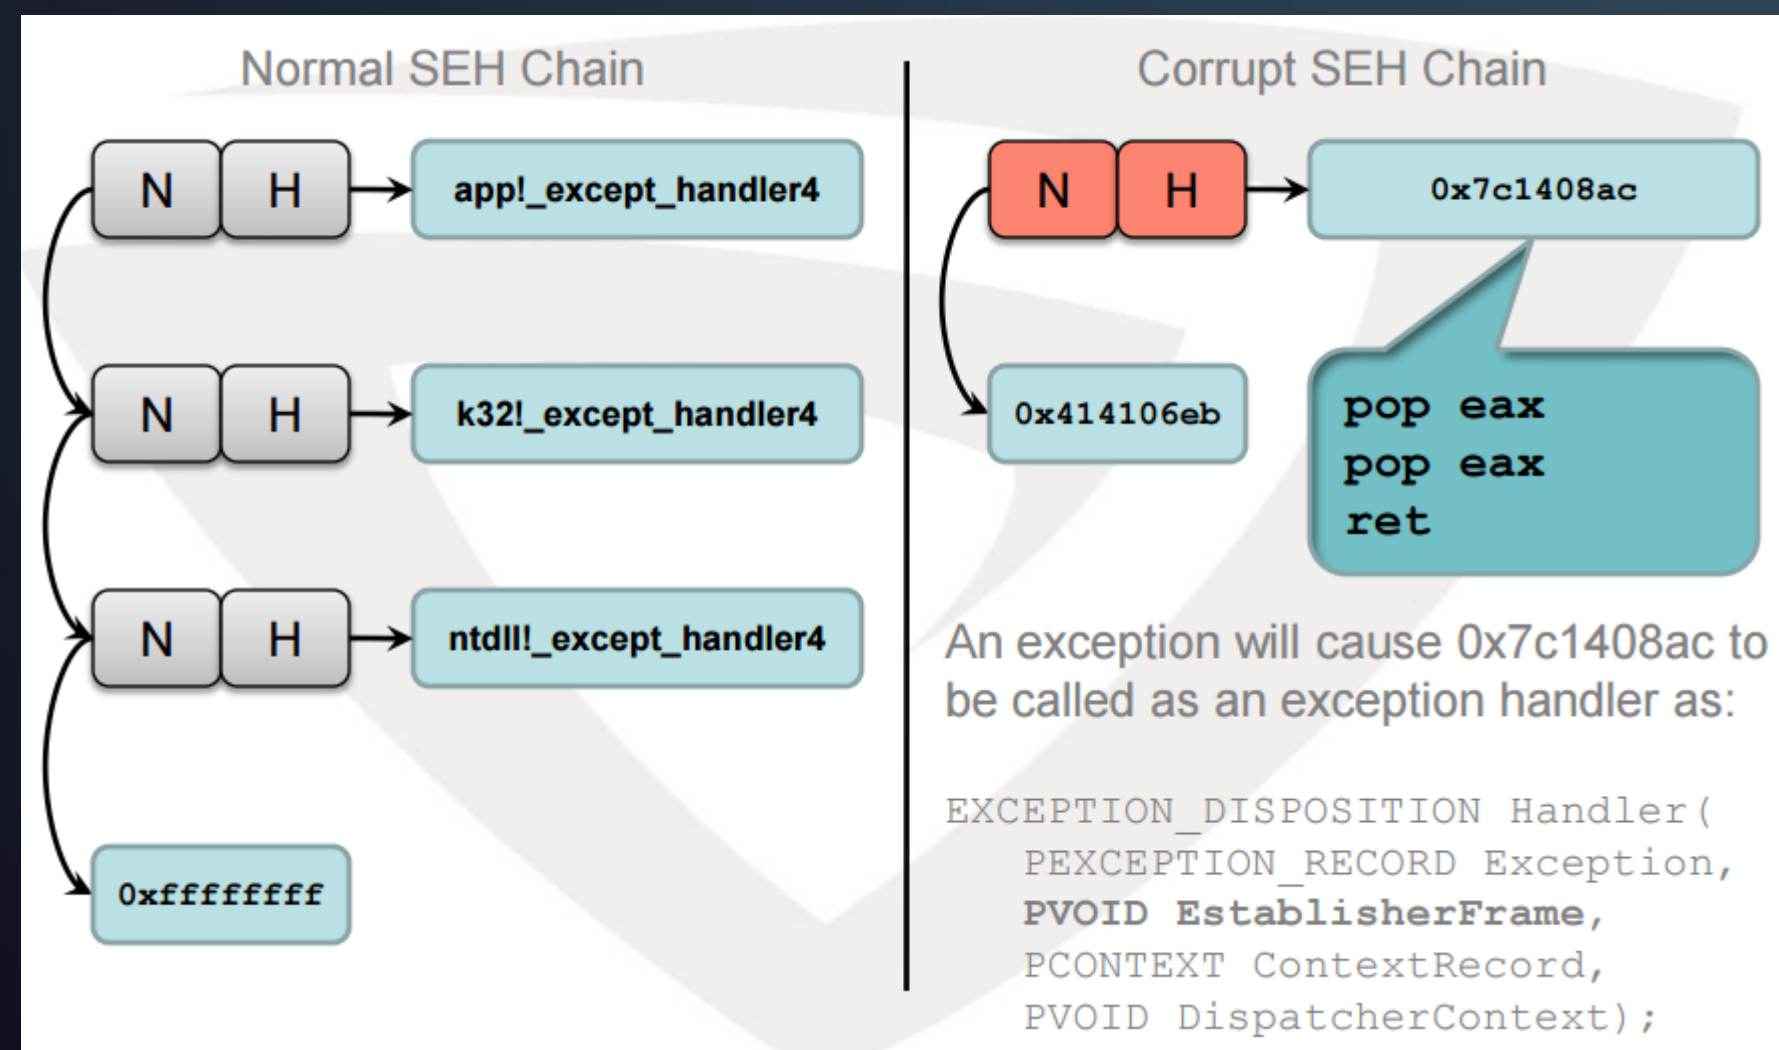 Normal SEH Chain
N H app!_except_handler4
N H k32!_except_handler4
N H ntdll!_except_handler4
0xffffffff
Corrupt SEH Chain
N H 0x7c1408ac
0x414106eb
pop eax
pop eax
ret
An exception will cause 0x7c1408ac to
be called as an exception handler as:
EXCEPTION_DISPOSITION Handler(
PEXCEPTION_RECORD Exception,
PVOID EstablisherFrame,
PCONTEXT ContextRecord,
PVOID DispatcherContext);